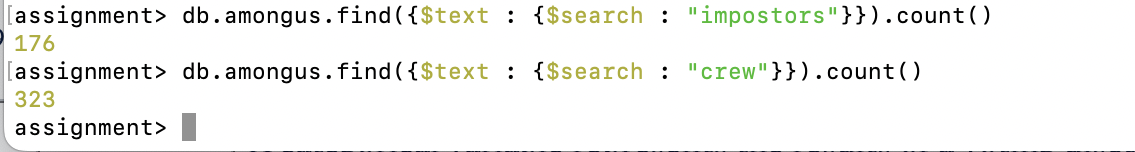 [assignment> db.amongus.find({$text : {$search : "impostors"}}).count()
176
[assignment> db.amongus.find({$text : {$search : "crew"}}).count()
323
assignment>